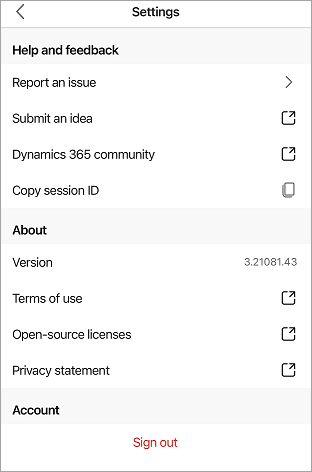 Settings
Help and feedback
Report an issue
Submit an idea
Dynamics 365 community
Copy session ID
About
Version 3.21081.43
Terms of use
Open-source licenses
Privacy statement
Account
Sign out